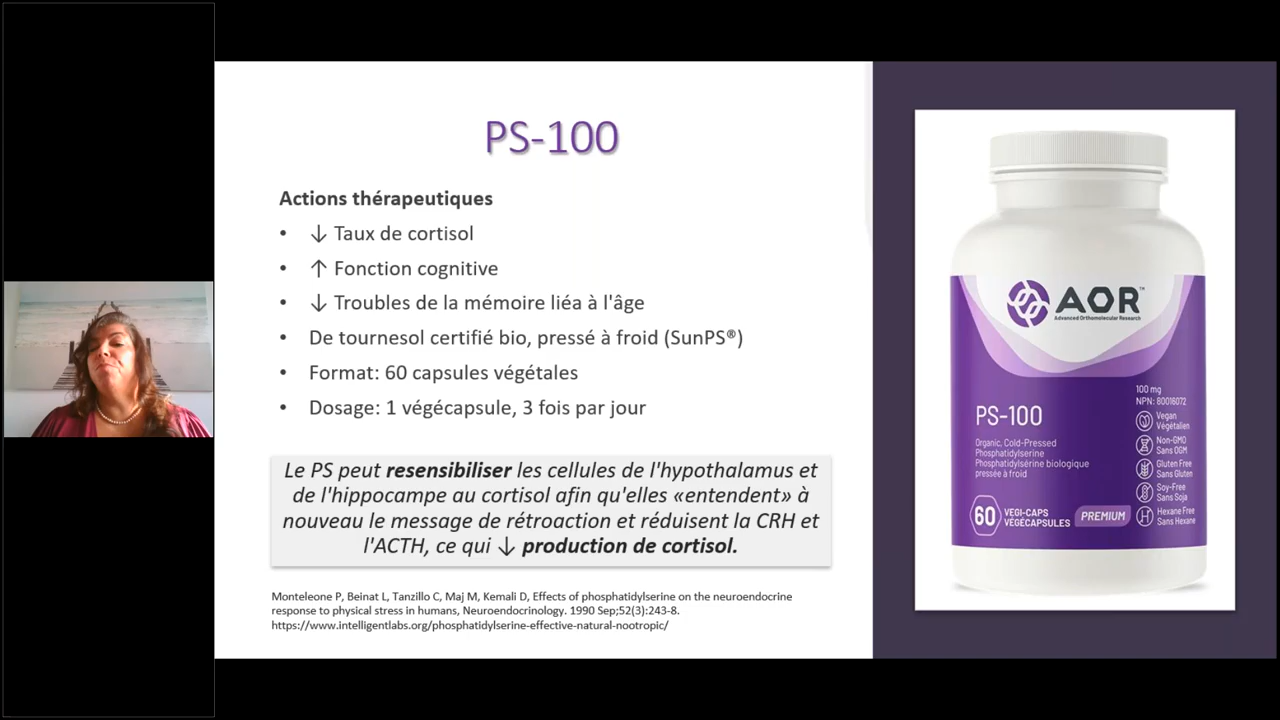 PS-100
Actions thérapeutiques
• ↓ Taux de cortisol
• ↑ Fonction cognitive
• ↓ Troubles de la mémoire liéa à l'âge
• De tournesol certifié bio, pressé à froid (SunPS®)
• Format: 60 capsules végétales
• Dosage: 1 végécapsule, 3 fois par jour
Le PS peut resensibiliser les cellules de l'hypothalamus et
de l'hippocampe au cortisol afin qu'elles «entendent» à
nouveau le message de rétroaction et réduisent la CRH et
l'ACTH, ce qui ↓ production de cortisol.
Monteleone P, Beinat L, Tanzillo C, Maj M, Kemali D, Effects of phosphatidylserine on the neuroendocrine
response to physical stress in humans, Neuroendocrinology. 1990 Sep;52(3):243-8.
https://www.intelligentlabs.org/phosphatidylserine-effective-natural-nootropic/
AOR™
Advanced Orthomolecular Research
100 mg
NPN: 80016072
PS-100
Organic, Cold-Pressed
Phosphatidylserine
Phosphatidylsérine biologique
pressée à froid
Vegan
Végétalien
Non-GMO
Sans OGM
Gluten Free
Sans Gluten
Soy-Free
Sans Soja
Hexane Free
Sans Hexane
60 VEGI-CAPS
VÉGÉCAPSULES
PREMIUM